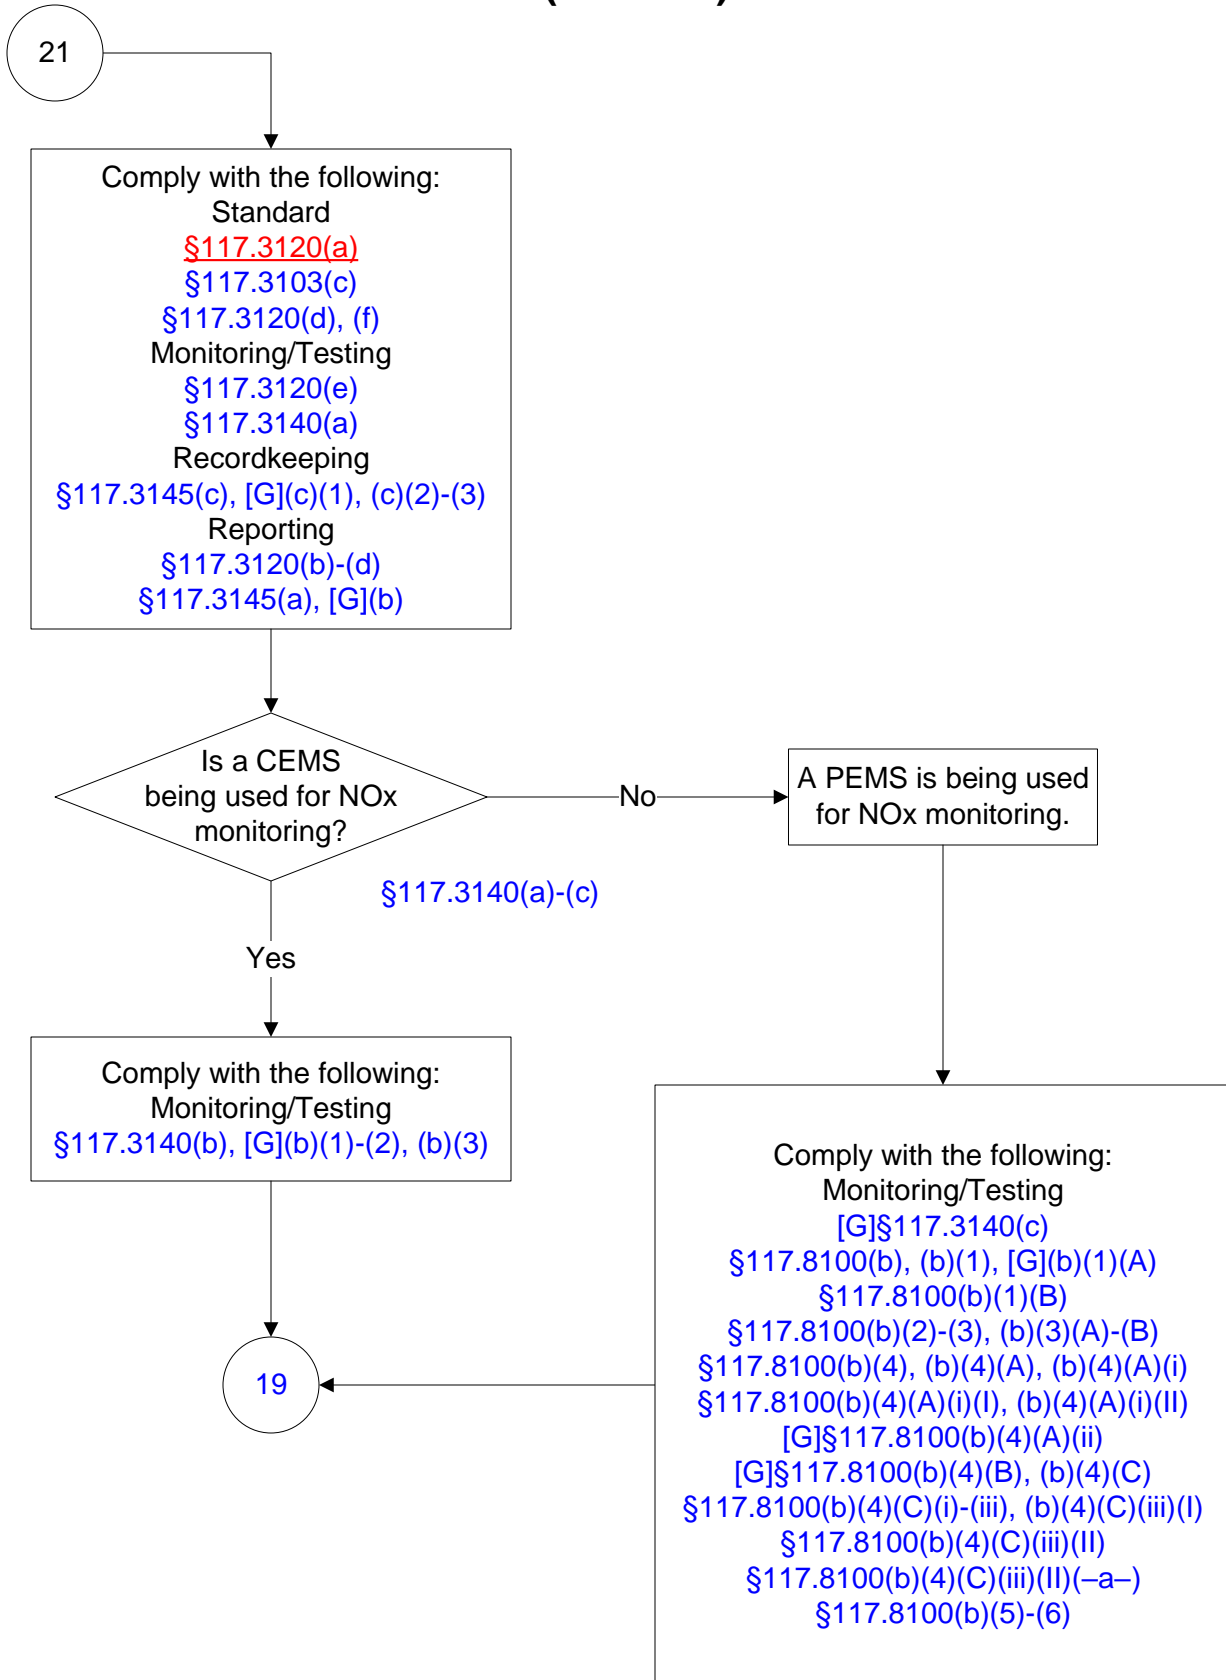 21
Comply with the following:
Standard
§117.3120(a)
§117.3103(c)
§117.3120(d), (f)
Monitoring/Testing
§117.3120(e)
§117.3140(a)
Recordkeeping
§117.3145(c), [G](c)(1), (c)(2)-(3)
Reporting
§117.3120(b)-(d)
§117.3145(a), [G](b)
Is a CEMS
being used for NOx
monitoring?
No
A PEMS is being used
for NOx monitoring.
§117.3140(a)-(c)
Yes
Comply with the following:
Monitoring/Testing
§117.3140(b), [G](b)(1)-(2), (b)(3)
Comply with the following:
Monitoring/Testing
[G]§117.3140(c)
§117.8100(b), (b)(1), [G](b)(1)(A)
§117.8100(b)(1)(B)
§117.8100(b)(2)-(3), (b)(3)(A)-(B)
§117.8100(b)(4), (b)(4)(A), (b)(4)(A)(i)
§117.8100(b)(4)(A)(i)(I), (b)(4)(A)(i)(II)
[G]§117.8100(b)(4)(A)(ii)
[G]§117.8100(b)(4)(B), (b)(4)(C)
§117.8100(b)(4)(C)(i)-(iii), (b)(4)(C)(iii)(I)
§117.8100(b)(4)(C)(iii)(II)
§117.8100(b)(4)(C)(iii)(II)(–a–)
§117.8100(b)(5)-(6)
19